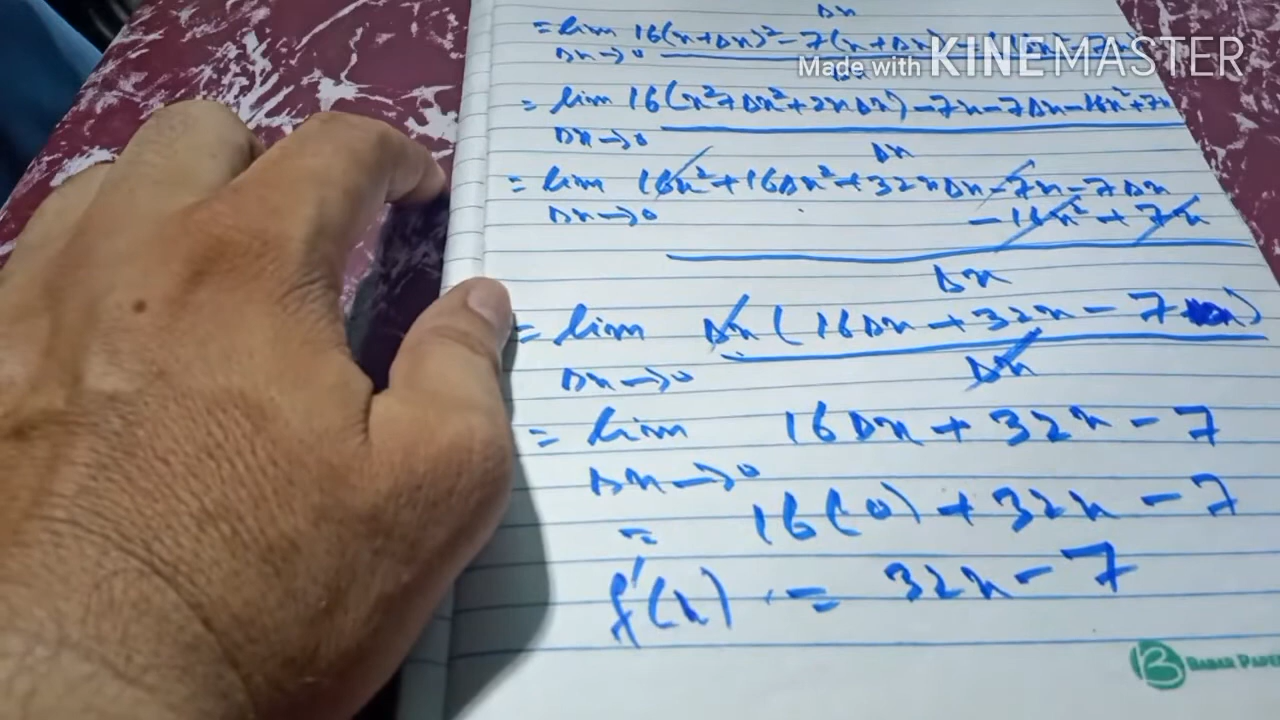 Δx
= lim 16(x+Δx)² - 7(x+Δx) -
Δx→0
Made with KINEMASTER
= lim 16(x²+Δx²+2xΔx) -7x-7Δx-16x²+7x
Δx→0 Δx
= lim 16x²+16Δx²+32xΔx-7x-7Δx
Δx→0 -16x²+7x
Δx
= lim Δx(16Δx+32x-7)
Δx→0 Δx
= lim 16Δx+32x-7
Δx→0
= 16(0)+32x-7
f'(x) = 32x-7
BABAR PAPE